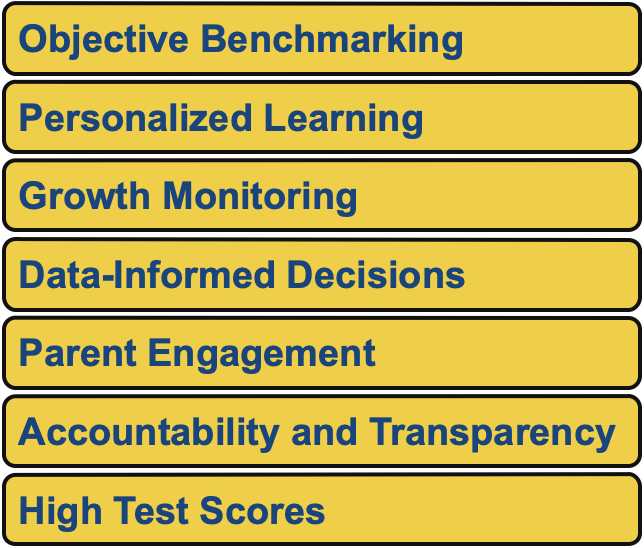 Objective Benchmarking
Personalized Learning
Growth Monitoring
Data-Informed Decisions
Parent Engagement
Accountability and Transparency
High Test Scores